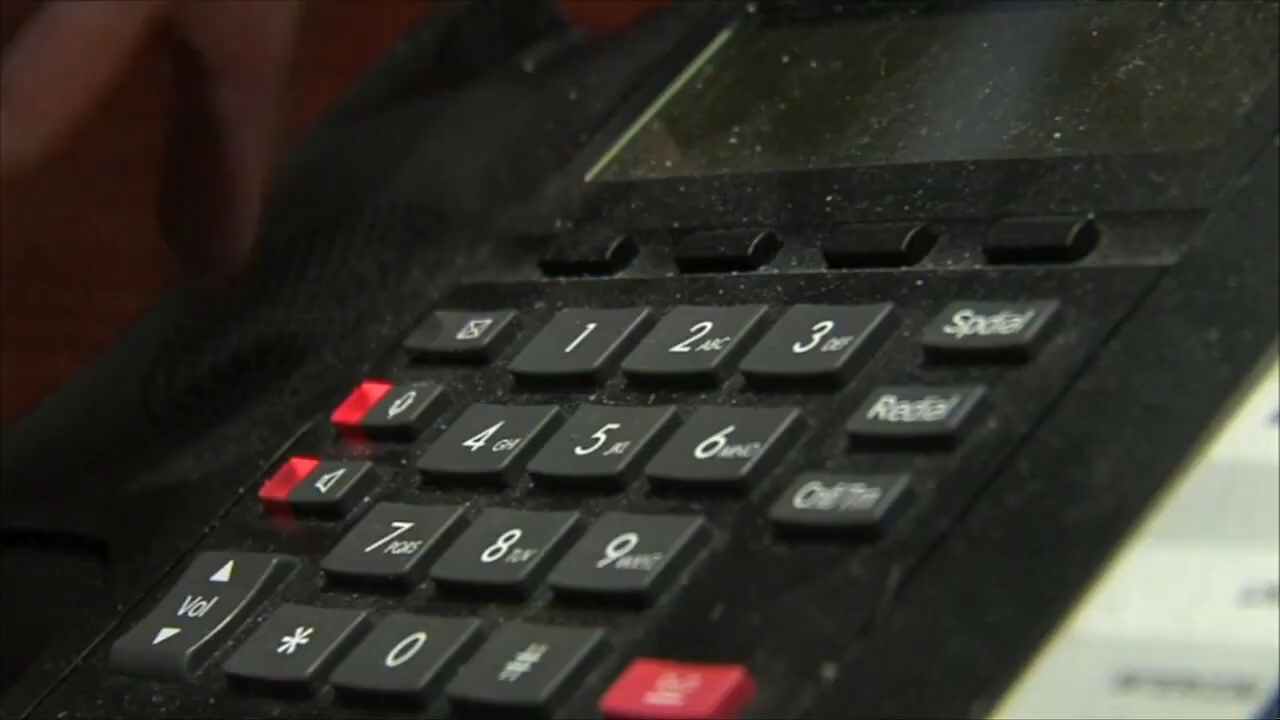 1
2 ABC
3 DEF
Spdial
4 GHI
5 JKL
6 MNO
Redial
7 PQRS
8 TUV
9 WXYZ
Vol
*
0
#